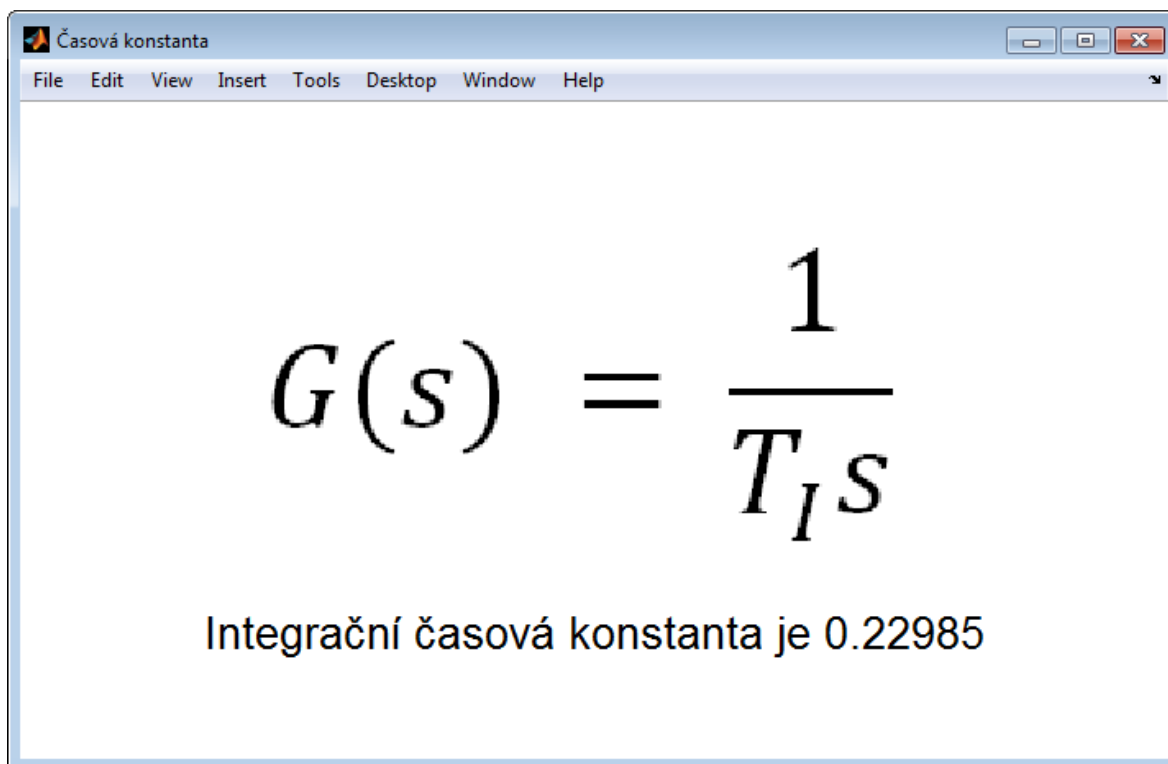 Časová konstanta
File Edit View Insert Tools Desktop Window Help
G(s) = 1 / T_I s
Integrační časová konstanta je 0.22985